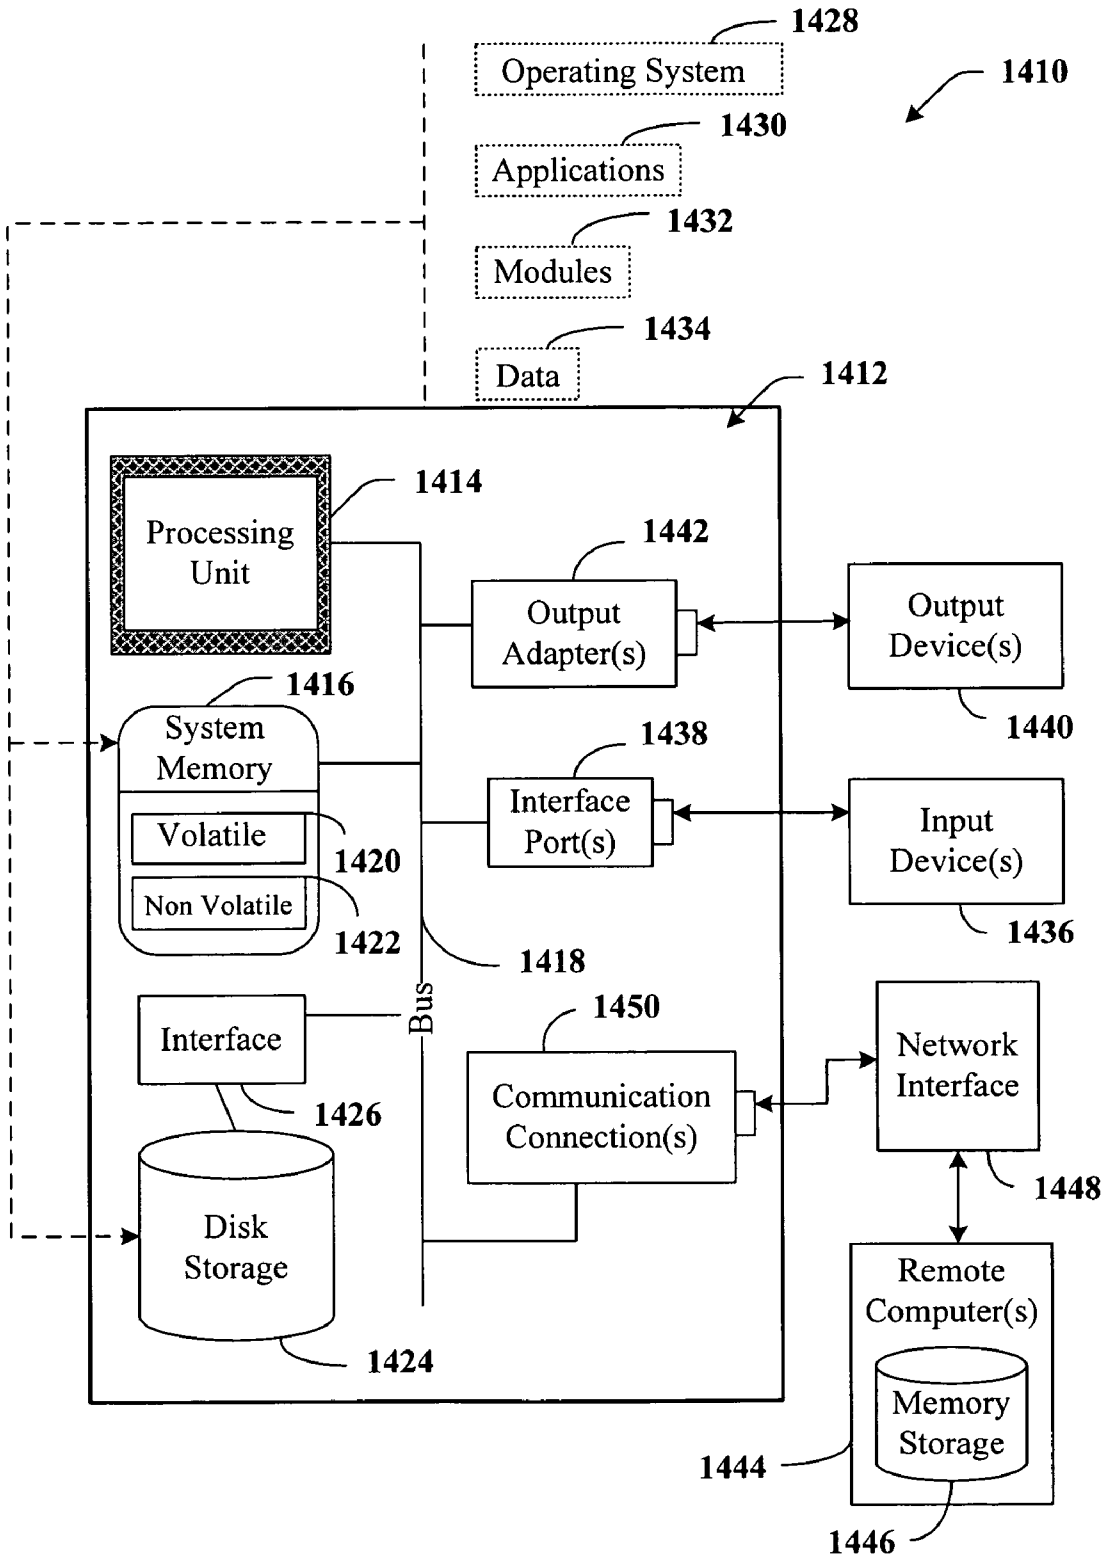 1428
Operating System
1410
1430
Applications
1432
Modules
1434
Data
1412
1414
Processing
Unit
1442
Output
Adapter(s)
Output
Device(s)
1440
1416
System
Memory
1438
Interface
Port(s)
Input
Device(s)
1436
Volatile
1420
Non Volatile
1422
1418
Bus
Interface
1426
1450
Communication
Connection(s)
Network
Interface
1448
Disk
Storage
1424
Remote
Computer(s)
Memory
Storage
1444
1446